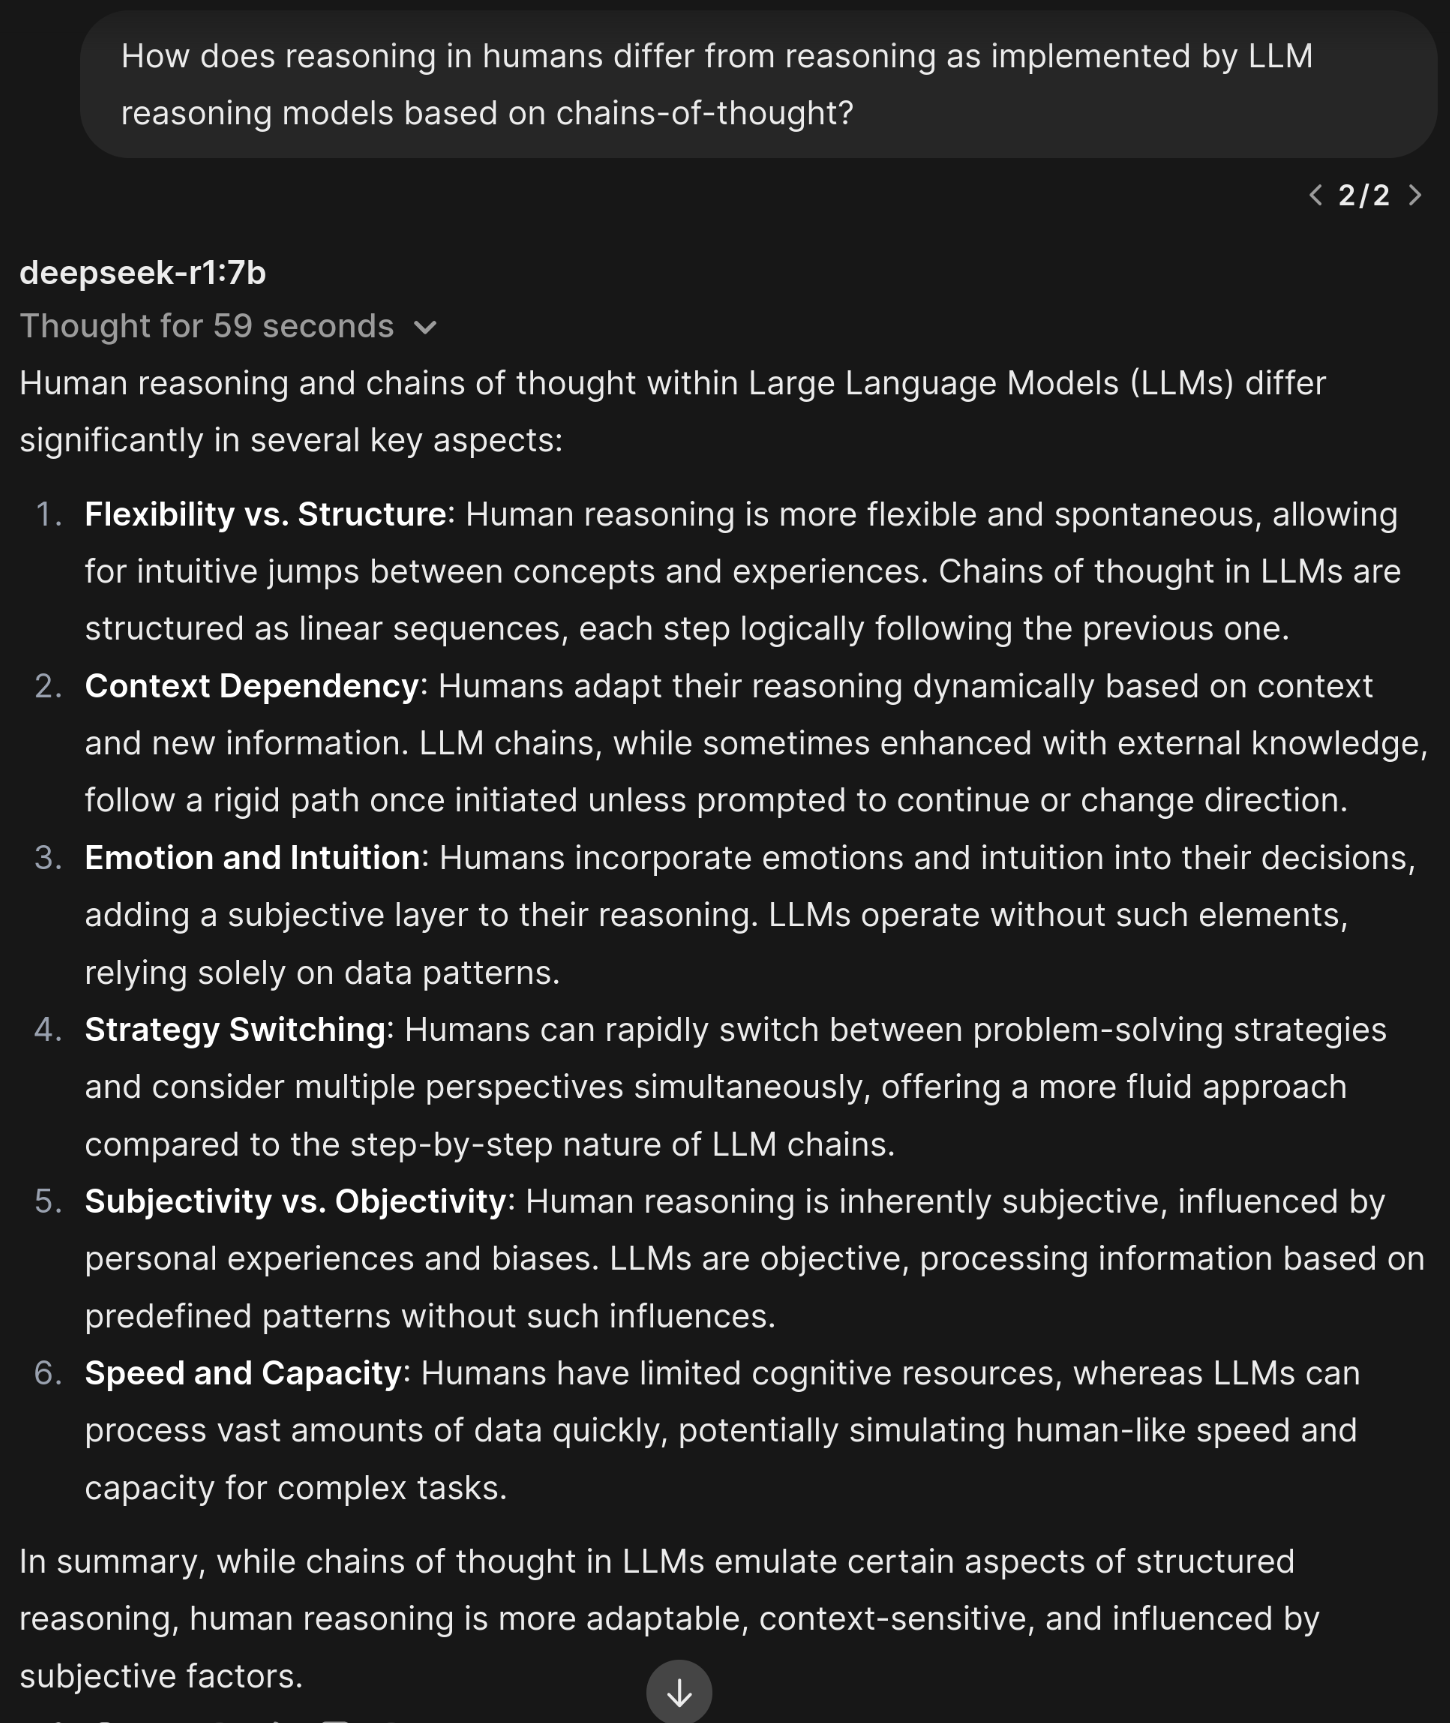 How does reasoning in humans differ from reasoning as implemented by LLM
reasoning models based on chains-of-thought?
2/2
deepseek-r1:7b
Thought for 59 seconds
Human reasoning and chains of thought within Large Language Models (LLMs) differ
significantly in several key aspects:
1. Flexibility vs. Structure: Human reasoning is more flexible and spontaneous, allowing
for intuitive jumps between concepts and experiences. Chains of thought in LLMs are
structured as linear sequences, each step logically following the previous one.
2. Context Dependency: Humans adapt their reasoning dynamically based on context
and new information. LLM chains, while sometimes enhanced with external knowledge,
follow a rigid path once initiated unless prompted to continue or change direction.
3. Emotion and Intuition: Humans incorporate emotions and intuition into their decisions,
adding a subjective layer to their reasoning. LLMs operate without such elements,
relying solely on data patterns.
4. Strategy Switching: Humans can rapidly switch between problem-solving strategies
and consider multiple perspectives simultaneously, offering a more fluid approach
compared to the step-by-step nature of LLM chains.
5. Subjectivity vs. Objectivity: Human reasoning is inherently subjective, influenced by
personal experiences and biases. LLMs are objective, processing information based on
predefined patterns without such influences.
6. Speed and Capacity: Humans have limited cognitive resources, whereas LLMs can
process vast amounts of data quickly, potentially simulating human-like speed and
capacity for complex tasks.
In summary, while chains of thought in LLMs emulate certain aspects of structured
reasoning, human reasoning is more adaptable, context-sensitive, and influenced by
subjective factors.